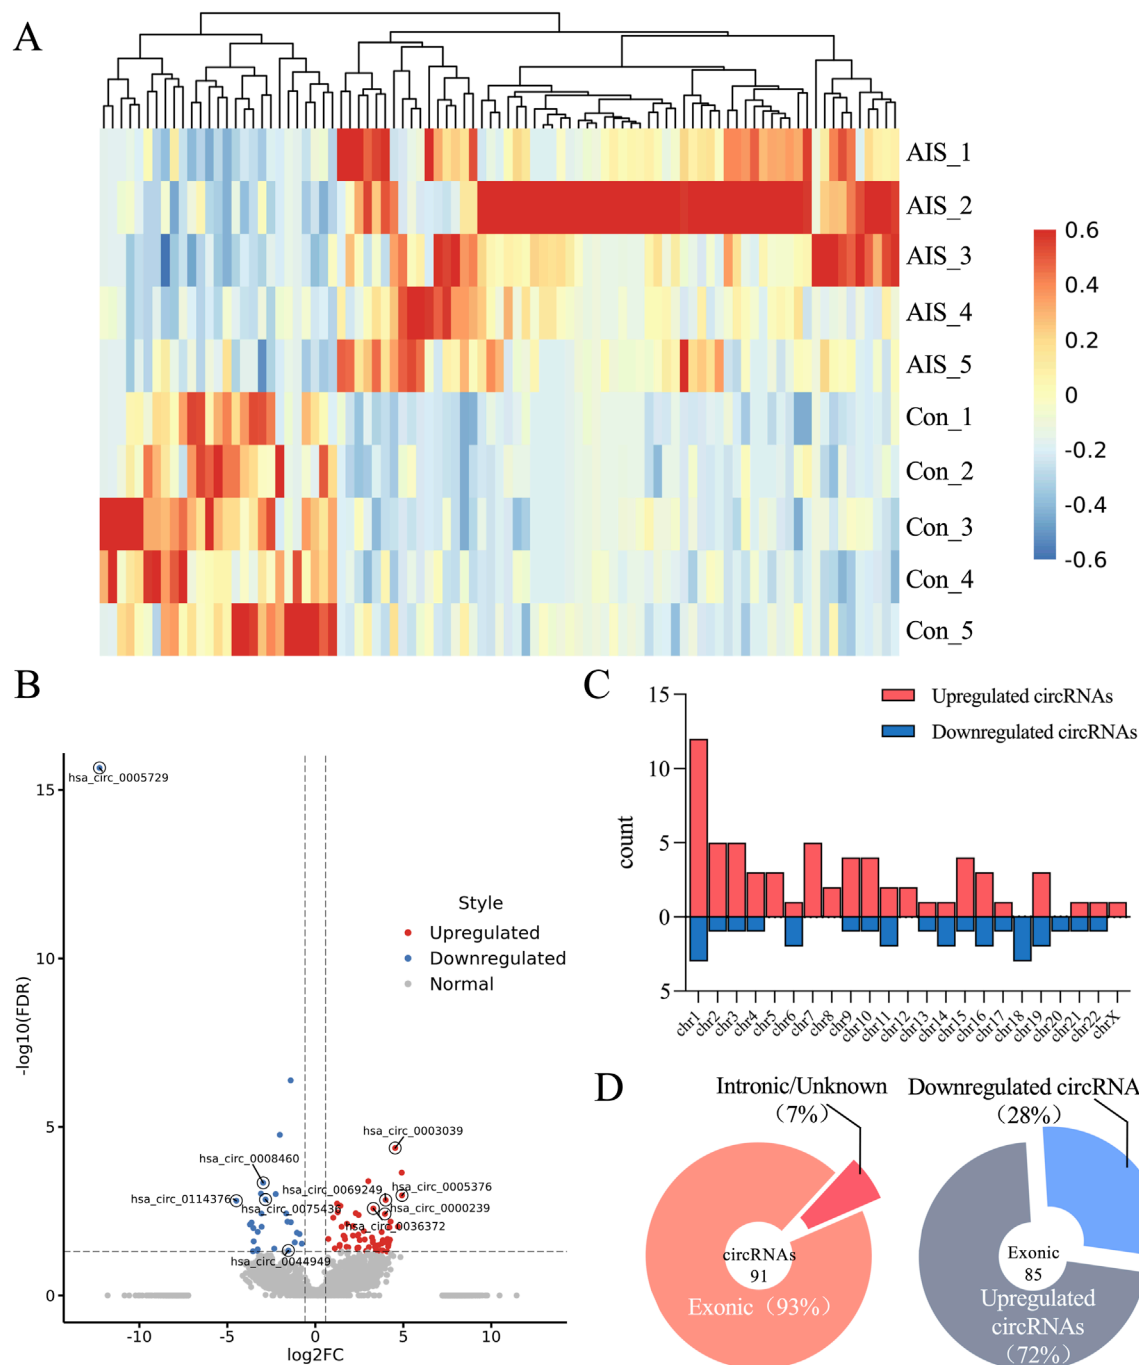 A
AIS_1
AIS_2
AIS_3
AIS_4
AIS_5
Con_1
Con_2
Con_3
Con_4
Con_5
0.6
0.4
0.2
0
-0.2
-0.4
-0.6
B
-log10(FDR)
15
10
5
0
-10
-5
0
5
10
log2FC
hsa_circ_0005729
Style
Upregulated
Downregulated
Normal
hsa_circ_0003039
hsa_circ_0008460
hsa_circ_0069249
hsa_circ_0005376
hsa_circ_0114376
hsa_circ_0075436
hsa_circ_0000239
hsa_circ_0036372
hsa_circ_0044949
C
Upregulated circRNAs
Downregulated circRNAs
count
15
10
5
0
5
chr1
chr2
chr3
chr4
chr5
chr6
chr7
chr8
chr9
chr10
chr11
chr12
chr13
chr14
chr15
chr16
chr17
chr18
chr19
chr20
chr21
chr22
chrX
D
Intronic/Unknown
（7%）
circRNAs
91
Exonic（93%）
Downregulated circRNA
（28%）
Exonic
85
Upregulated
circRNAs
（72%）